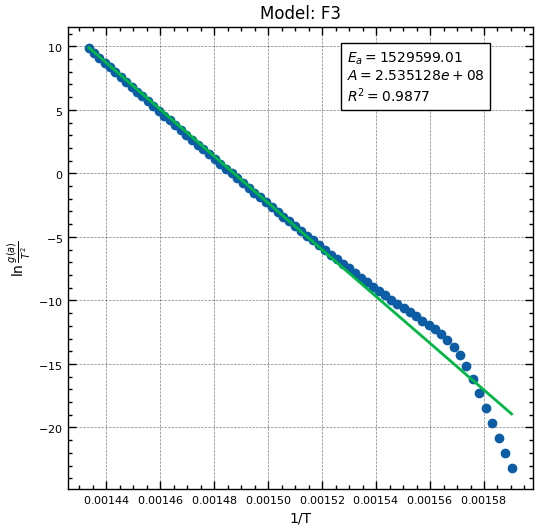 Model: F3
E_a = 1529599.01
A = 2.535128e + 08
R^2 = 0.9877
10
5
0
−5
−10
−15
−20
ln g(a)/T^2
0.00144 0.00146 0.00148 0.00150 0.00152 0.00154 0.00156 0.00158
1/T